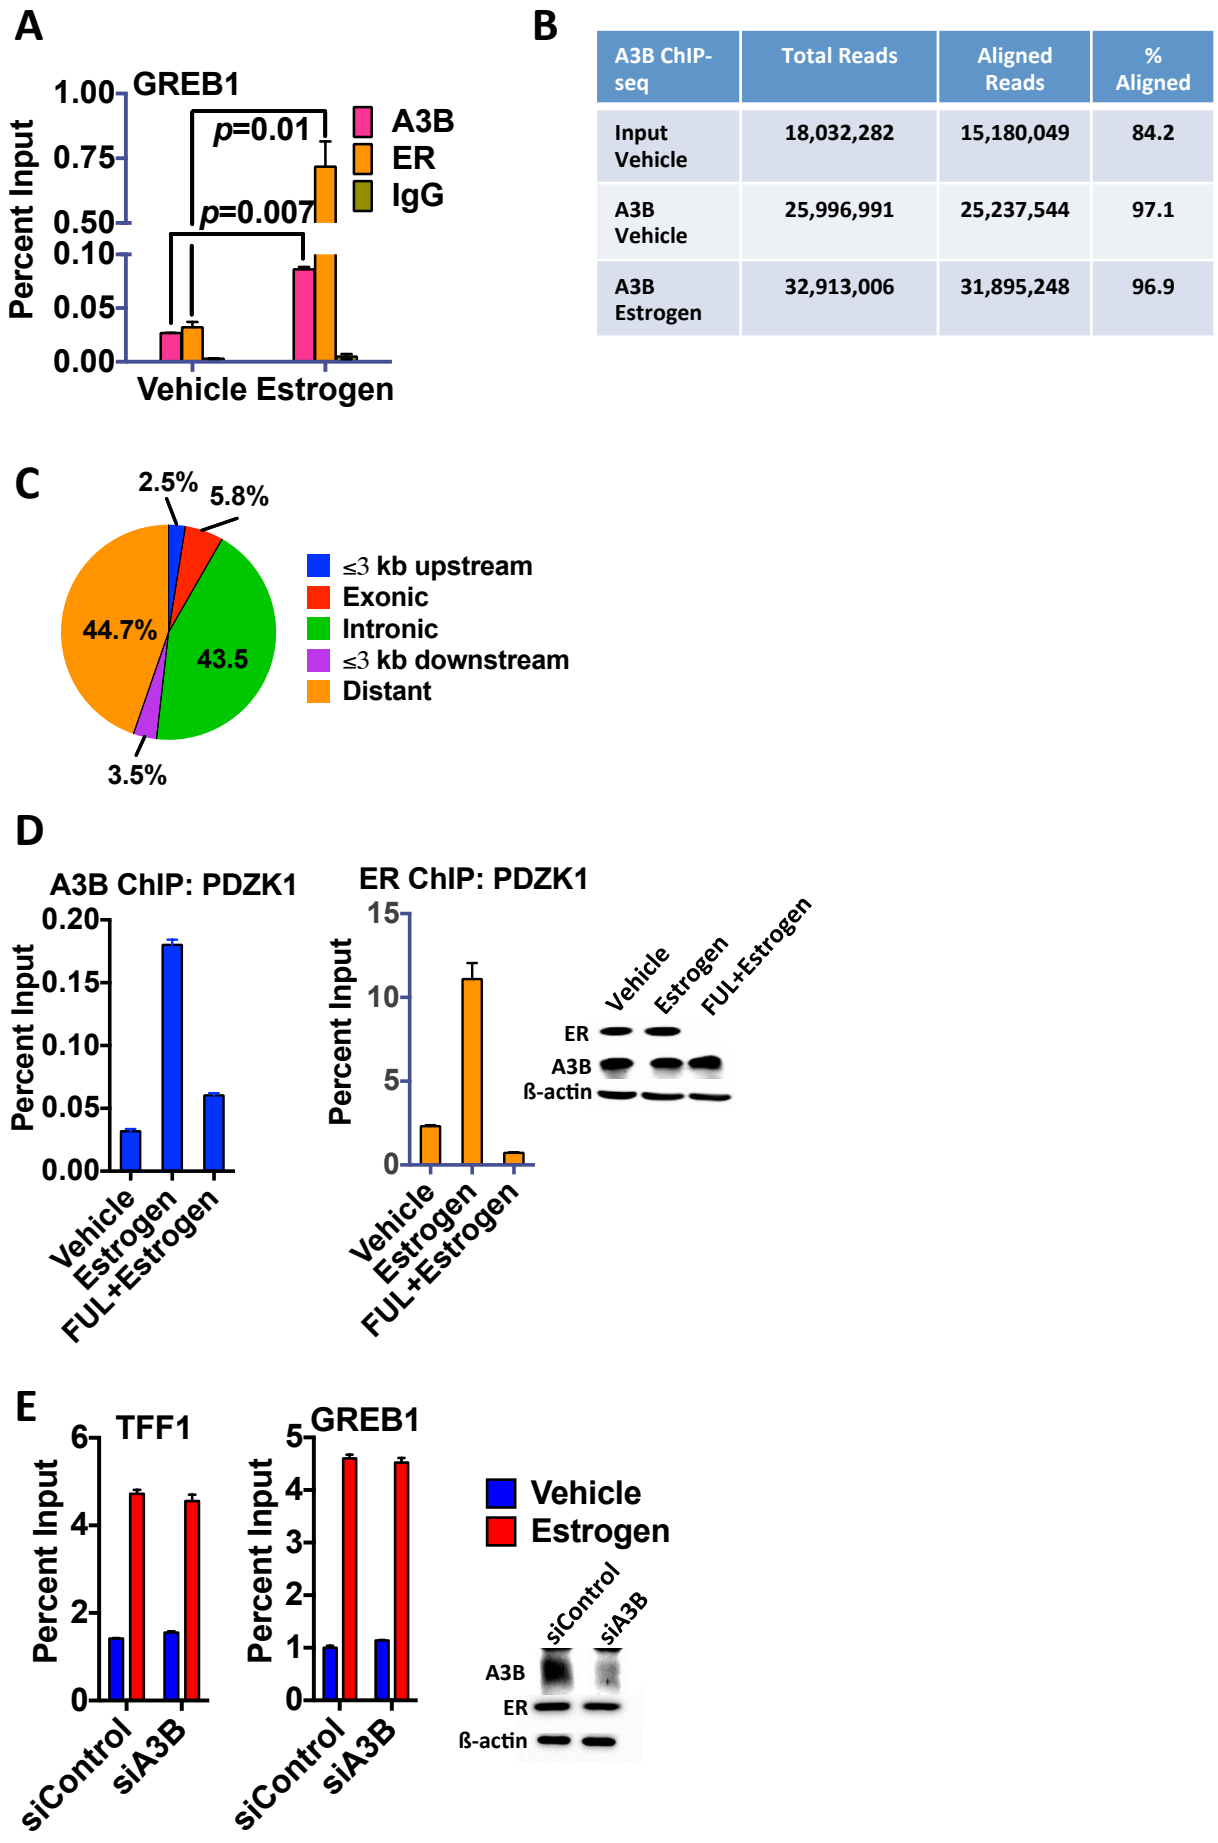 A
GREB1
1.00
0.75
0.50
0.10
0.05
0.00
Percent Input
p=0.01
p=0.007
A3B
ER
IgG
Vehicle Estrogen
B
A3B ChIP-
seq
Total Reads
Aligned
Reads
%
Aligned
Input
Vehicle
18,032,282
15,180,049
84.2
A3B
Vehicle
25,996,991
25,237,544
97.1
A3B
Estrogen
32,913,006
31,895,248
96.9
C
2.5%
5.8%
44.7%
43.5
3.5%
≤3 kb upstream
Exonic
Intronic
≤3 kb downstream
Distant
D
A3B ChIP: PDZK1
0.20
0.15
0.10
0.05
0.00
Percent Input
Vehicle
Estrogen
FUL+Estrogen
ER ChIP: PDZK1
15
10
5
0
Percent Input
Vehicle
Estrogen
FUL+Estrogen
Vehicle
Estrogen
FUL+Estrogen
ER
A3B
ß-actin
E
TFF1
6
4
2
0
Percent Input
siControl
siA3B
GREB1
5
4
3
2
1
0
Percent Input
siControl
siA3B
Vehicle
Estrogen
siControl
siA3B
A3B
ER
ß-actin